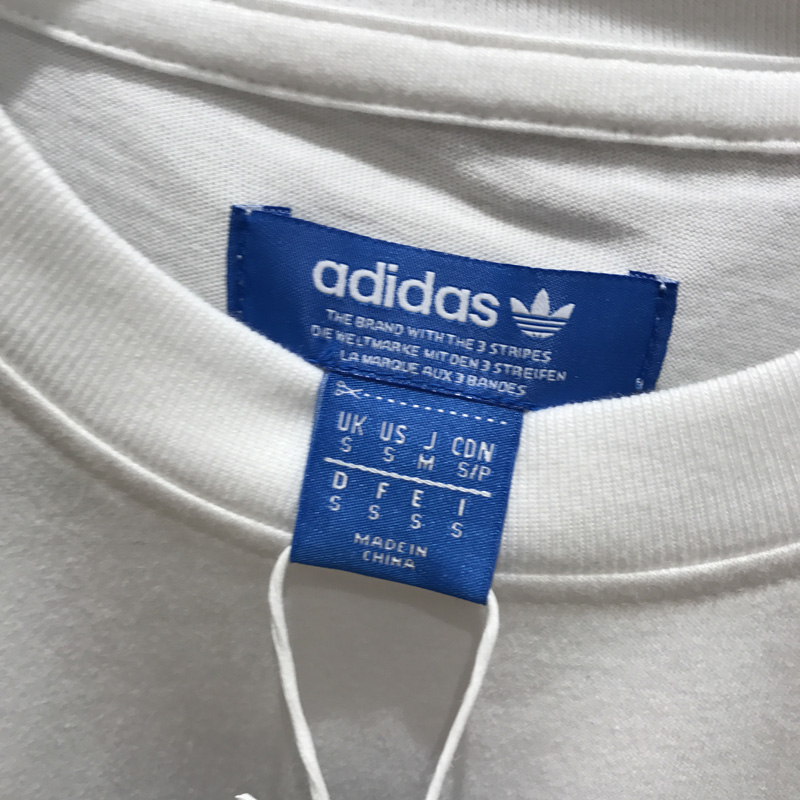 adidas
THE BRAND WITH THE 3 STRIPES
DIE WELTMARKE MIT DEN 3 STREIFEN
LA MARQUE AUX 3 BANDES
UK US J CDN
S S M S/P
D F E I
S S S S
MADE IN
CHINA